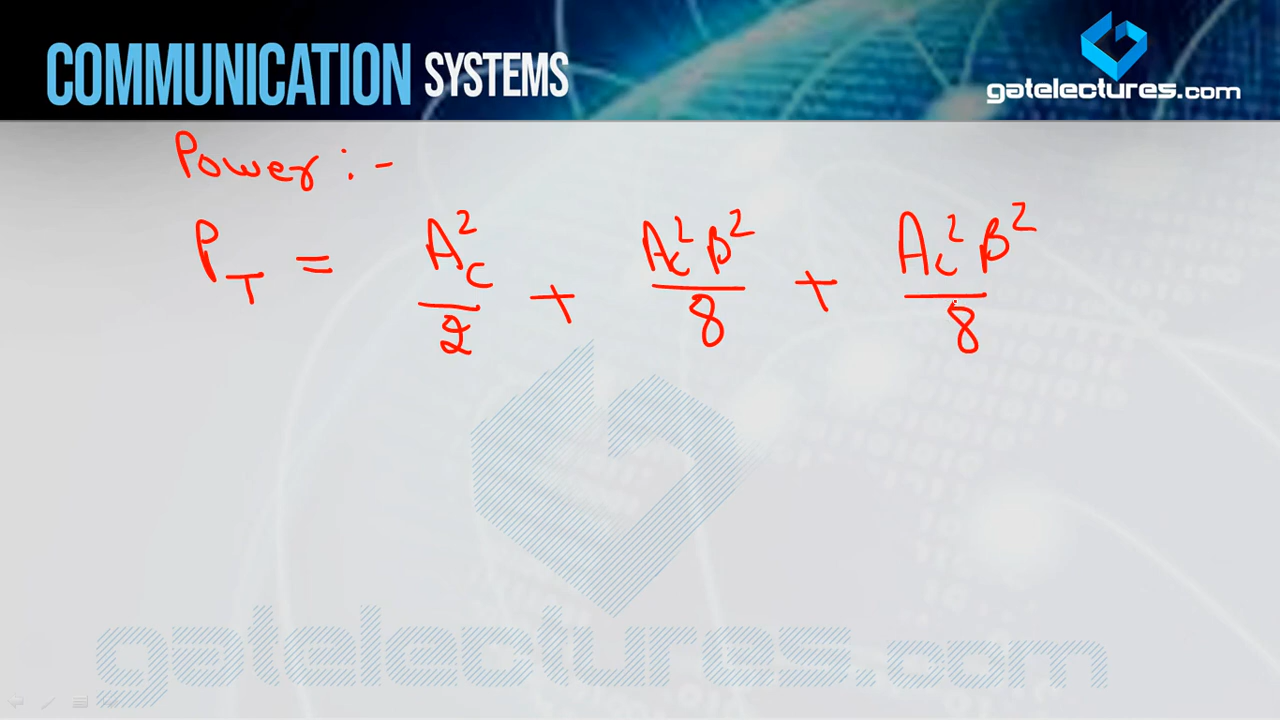 COMMUNICATION SYSTEMS
gatelectures.com
Power :-
P_T = A_c^2/2 + A_c^2 β^2/8 + A_c^2 β^2/8
gatelectures.com